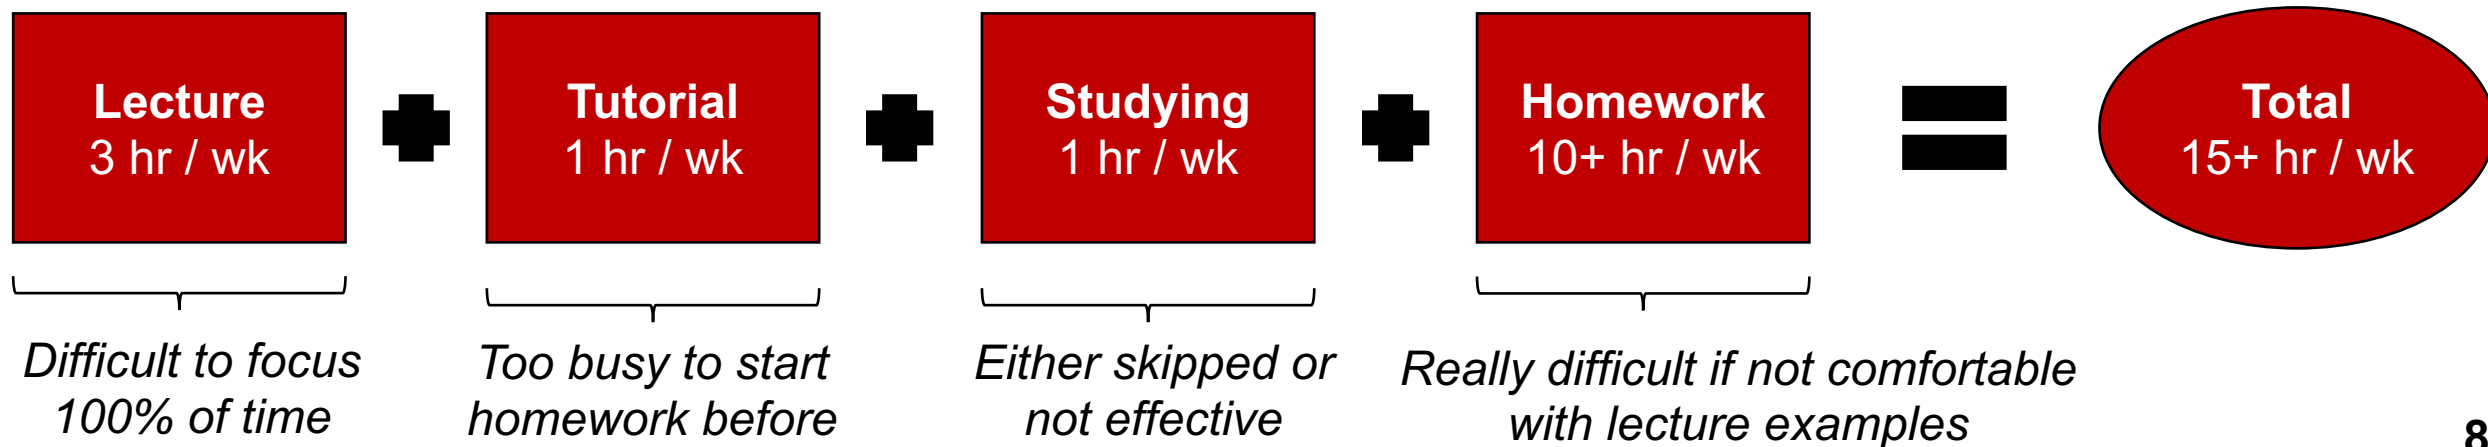 Lecture
3 hr / wk
Tutorial
1 hr / wk
Studying
1 hr / wk
Homework
10+ hr / wk
Total
15+ hr / wk
Difficult to focus
100% of time
Too busy to start
homework before
Either skipped or
not effective
Really difficult if not comfortable
with lecture examples
8